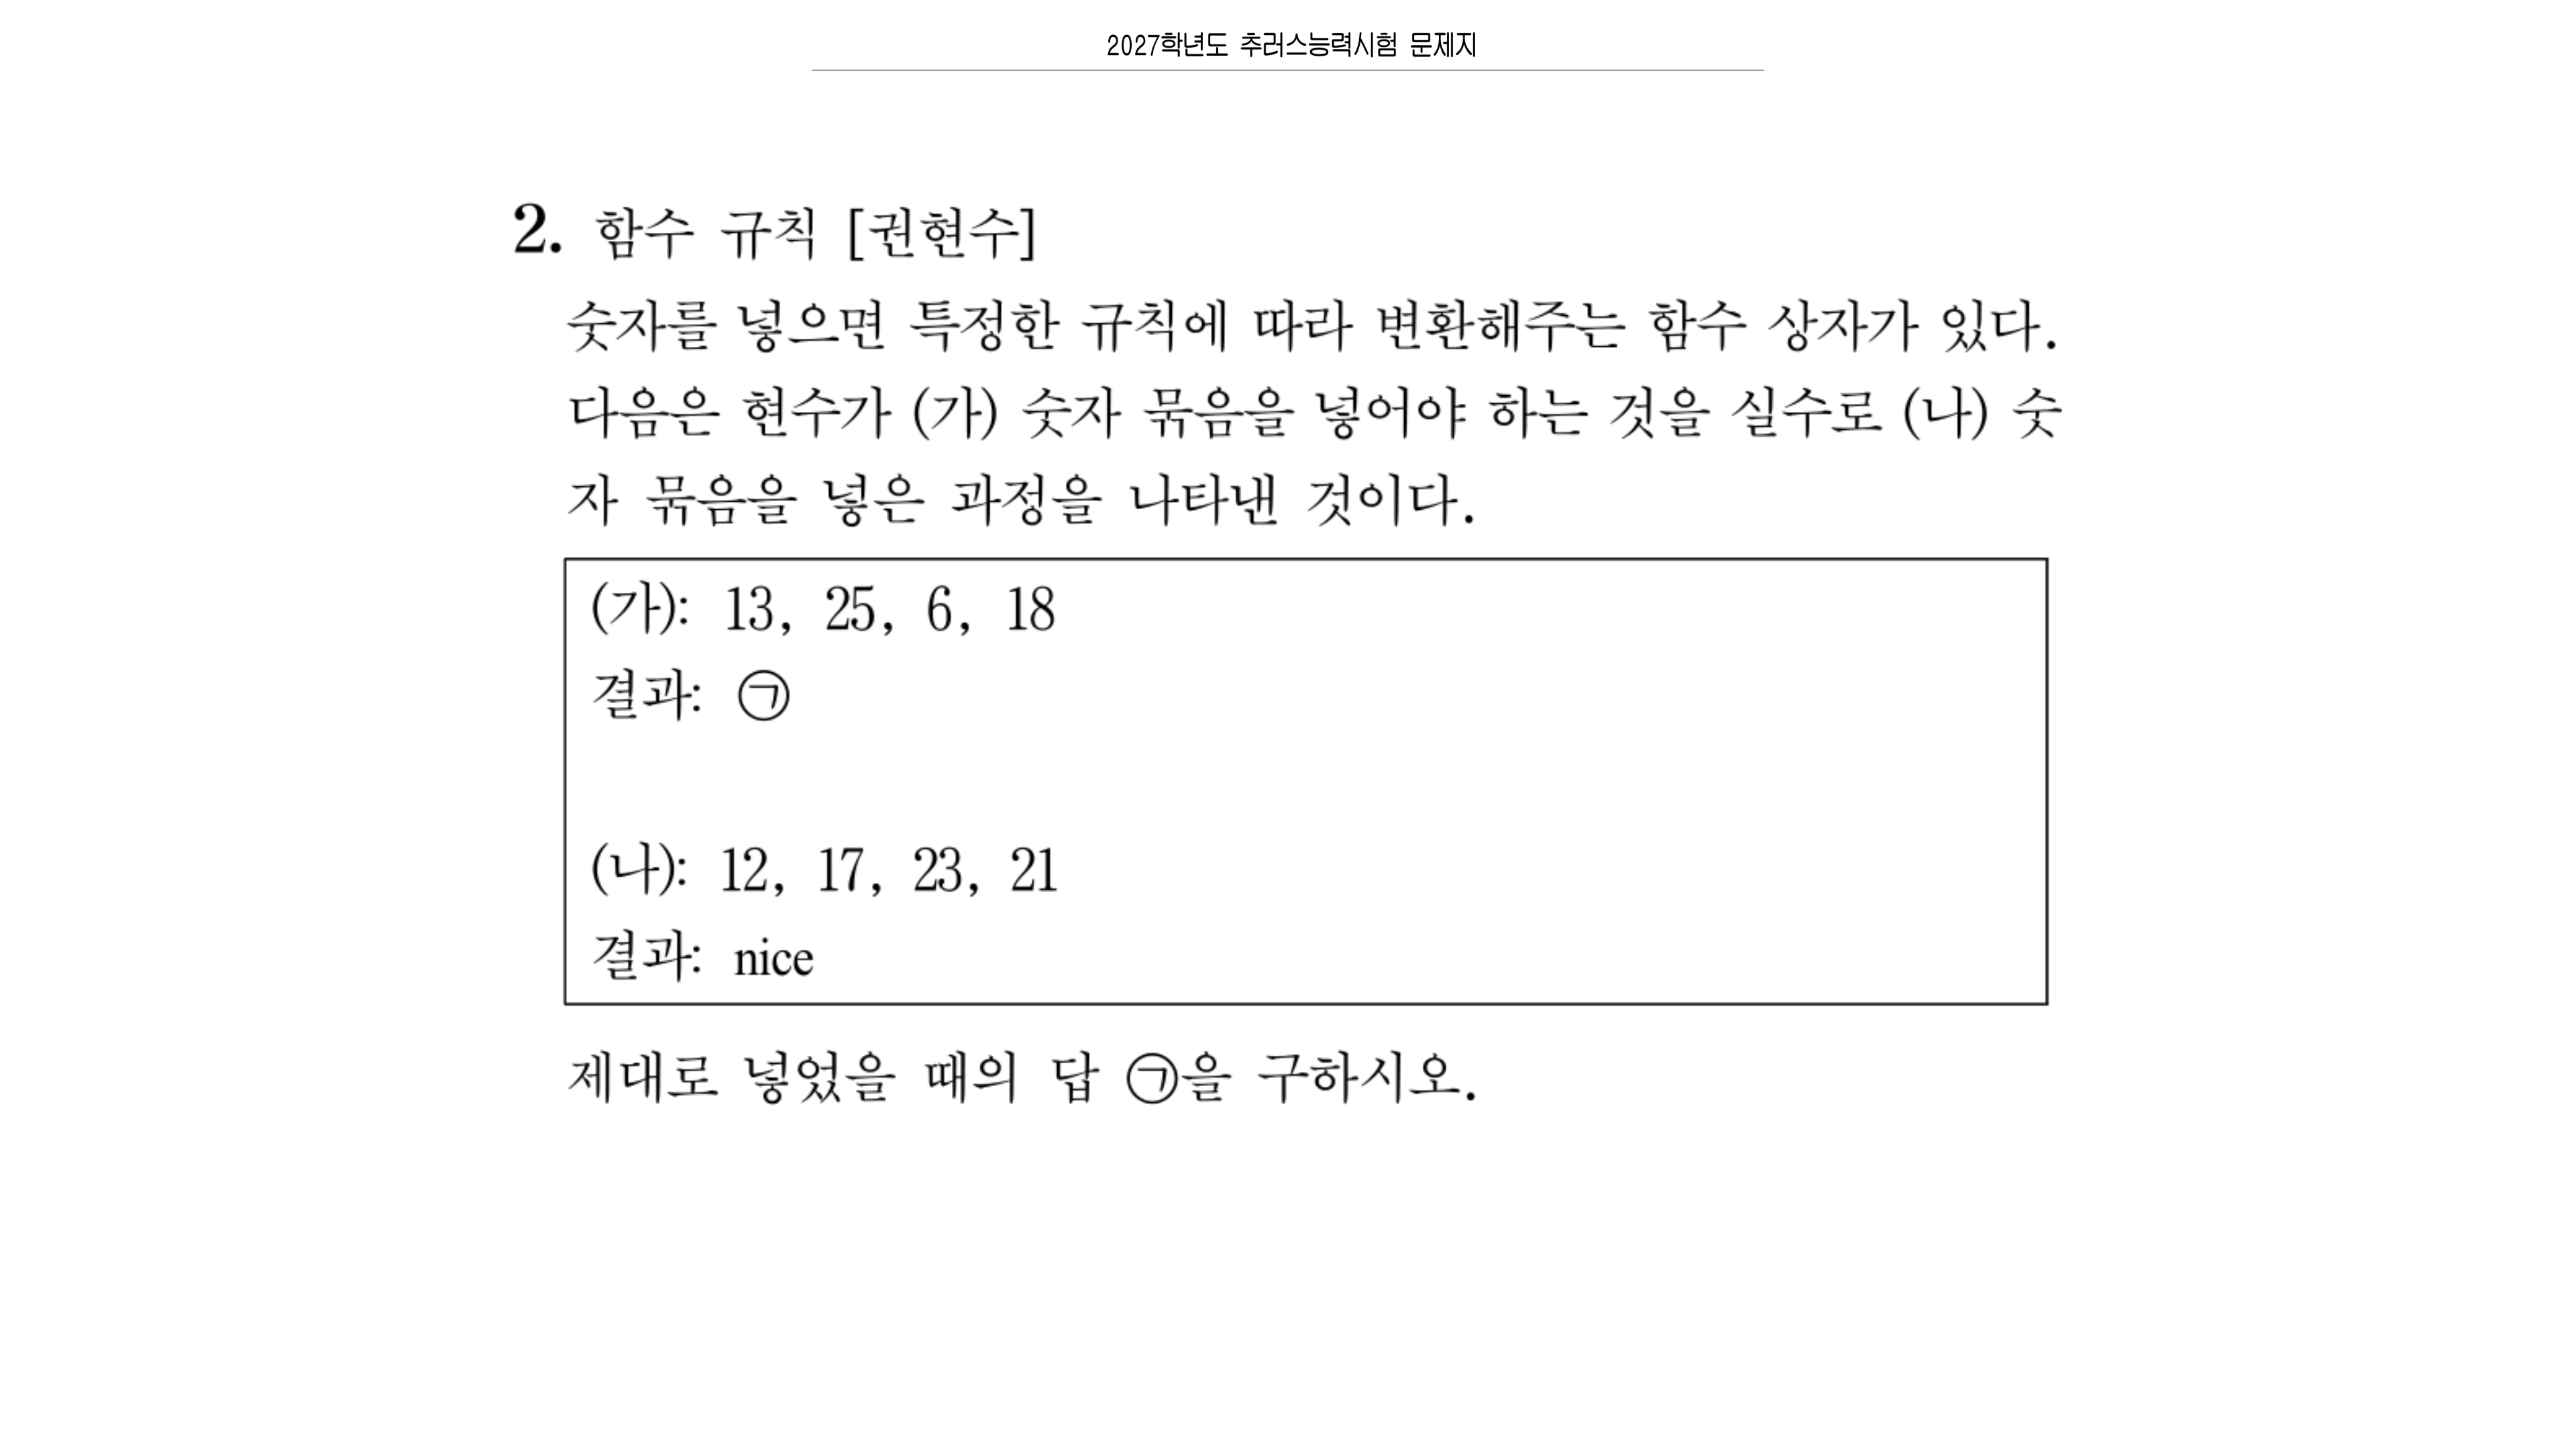 2027학년도 추러스능력시험 문제지
2. 함수 규칙 [권현수]
숫자를 넣으면 특정한 규칙에 따라 변환해주는 함수 상자가 있다.
다음은 현수가 (가) 숫자 묶음을 넣어야 하는 것을 실수로 (나) 숫
자 묶음을 넣은 과정을 나타낸 것이다.
(가): 13, 25, 6, 18
결과: ㉠
(나): 12, 17, 23, 21
결과: nice
제대로 넣었을 때의 답 ㉠을 구하시오.